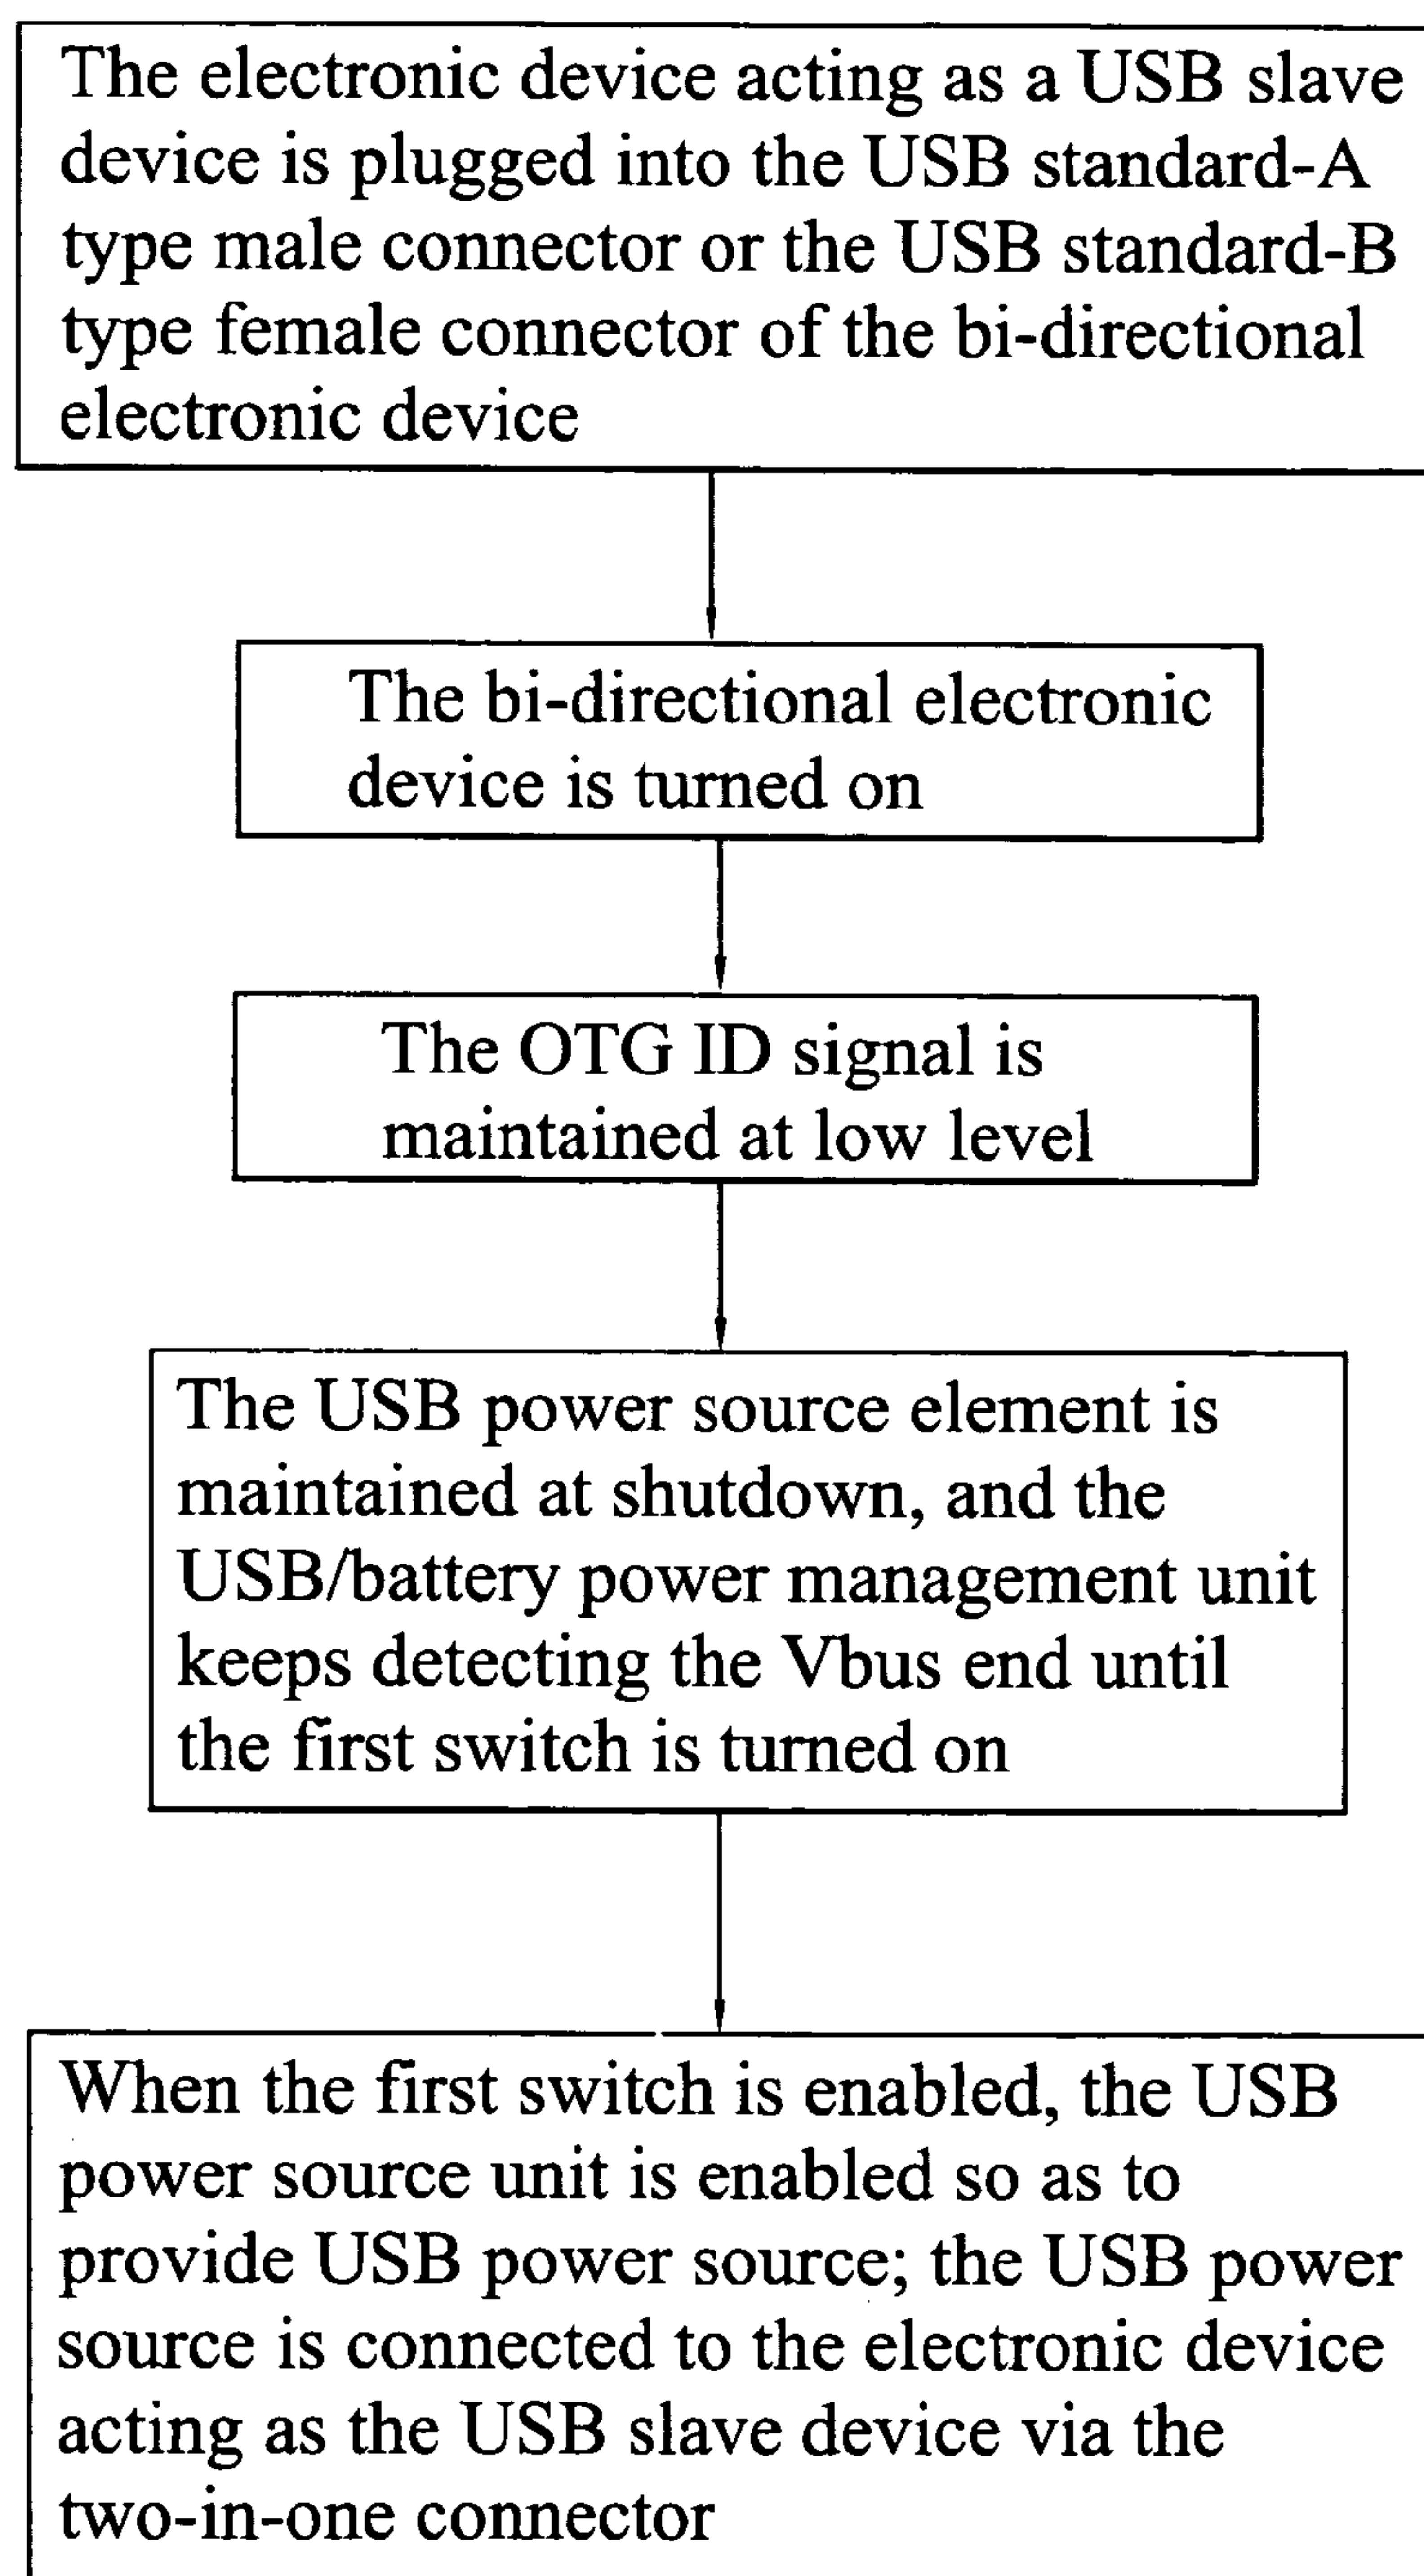 The electronic device acting as a USB slave
device is plugged into the USB standard-A
type male connector or the USB standard-B
type female connector of the bi-directional
electronic device
The bi-directional electronic
device is turned on
The OTG ID signal is
maintained at low level
The USB power source element is
maintained at shutdown, and the
USB/battery power management unit
keeps detecting the Vbus end until
the first switch is turned on
When the first switch is enabled, the USB
power source unit is enabled so as to
provide USB power source; the USB power
source is connected to the electronic device
acting as the USB slave device via the
two-in-one connector